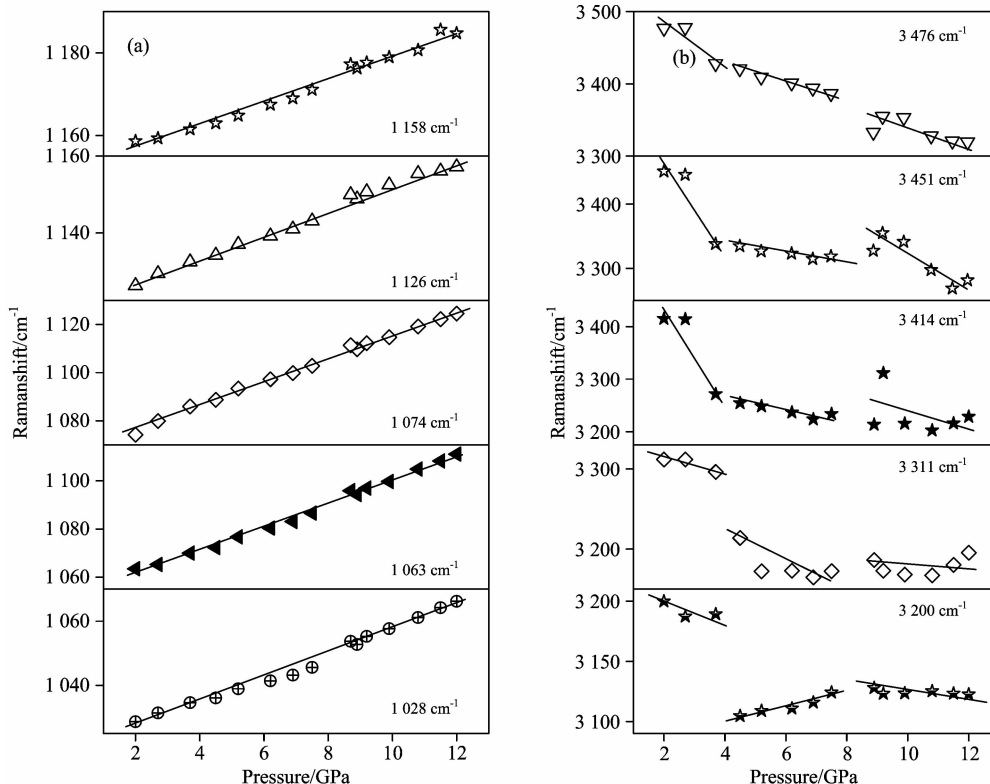 (a)
1 180
1 160
1 158 cm-1
1 160
1 140
1 126 cm-1
1 120
1 100
1 080
1 074 cm-1
1 100
1 080
1 060
1 063 cm-1
1 060
1 040
1 028 cm-1
2 4 6 8 10 12
Pressure/GPa
Ramanshift/cm-1
3 500
3 476 cm-1
(b)
3 400
3 300
3 451 cm-1
3 400
3 300
3 414 cm-1
3 400
3 300
3 200
3 311 cm-1
3 300
3 200
3 200 cm-1
3 200
3 150
3 100
2 4 6 8 10 12
Pressure/GPa
Ramanshift/cm-1